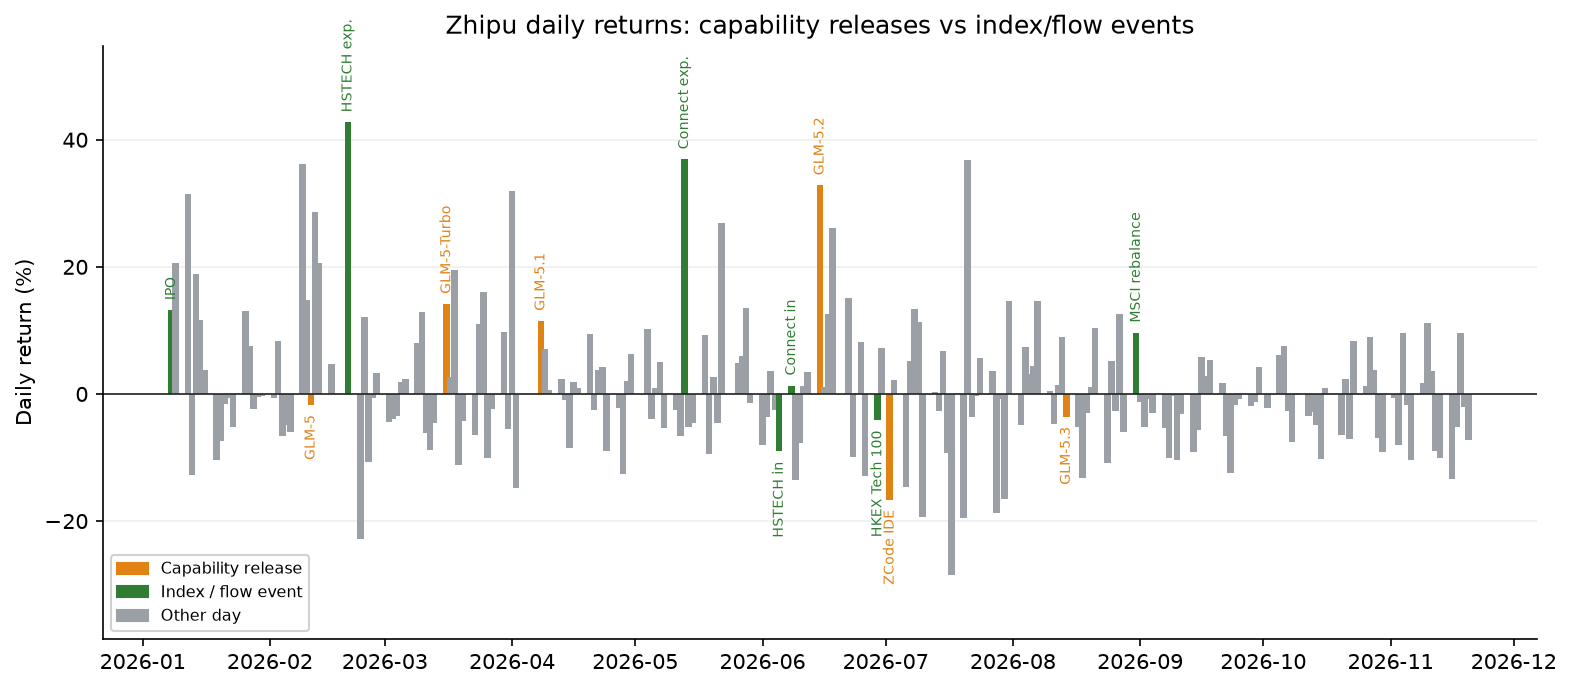 Zhipu daily returns: capability releases vs index/flow events
Daily return (%)
40
20
0
−20
IPO
GLM-5
HSTECH exp.
GLM-5-Turbo
GLM-5.1
Connect exp.
HSTECH in
Connect in
GLM-5.2
HKEX Tech 100
ZCode IDE
GLM-5.3
MSCI rebalance
Capability release
Index / flow event
Other day
2026-01
2026-02
2026-03
2026-04
2026-05
2026-06
2026-07
2026-08
2026-09
2026-10
2026-11
2026-12